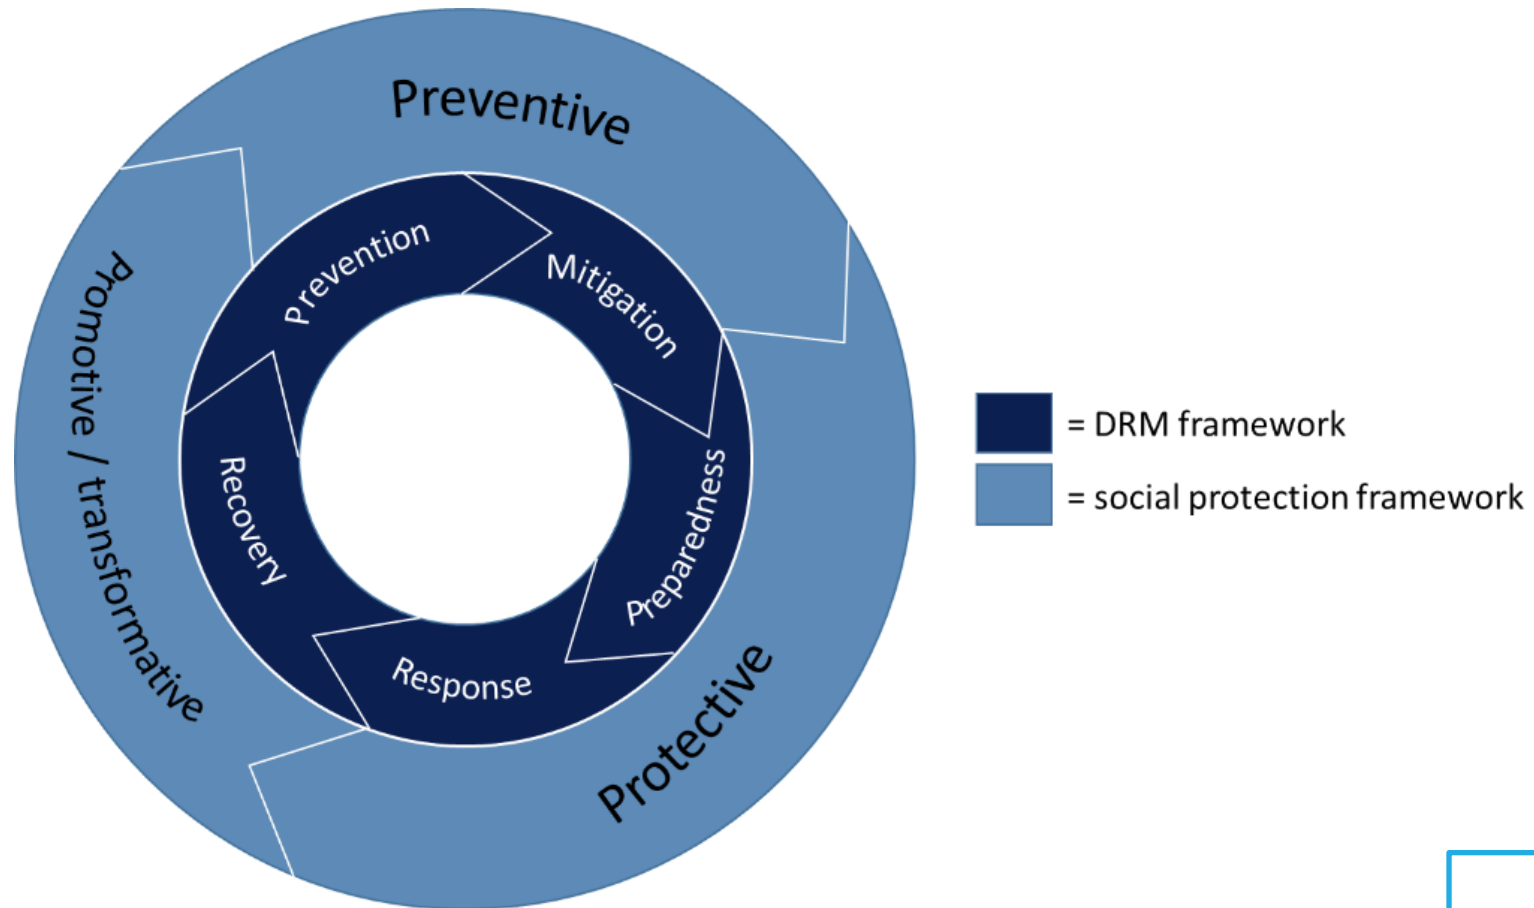 Preventive
Protective
Promotive / transformative
Prevention
Mitigation
Preparedness
Response
Recovery
= DRM framework
= social protection framework